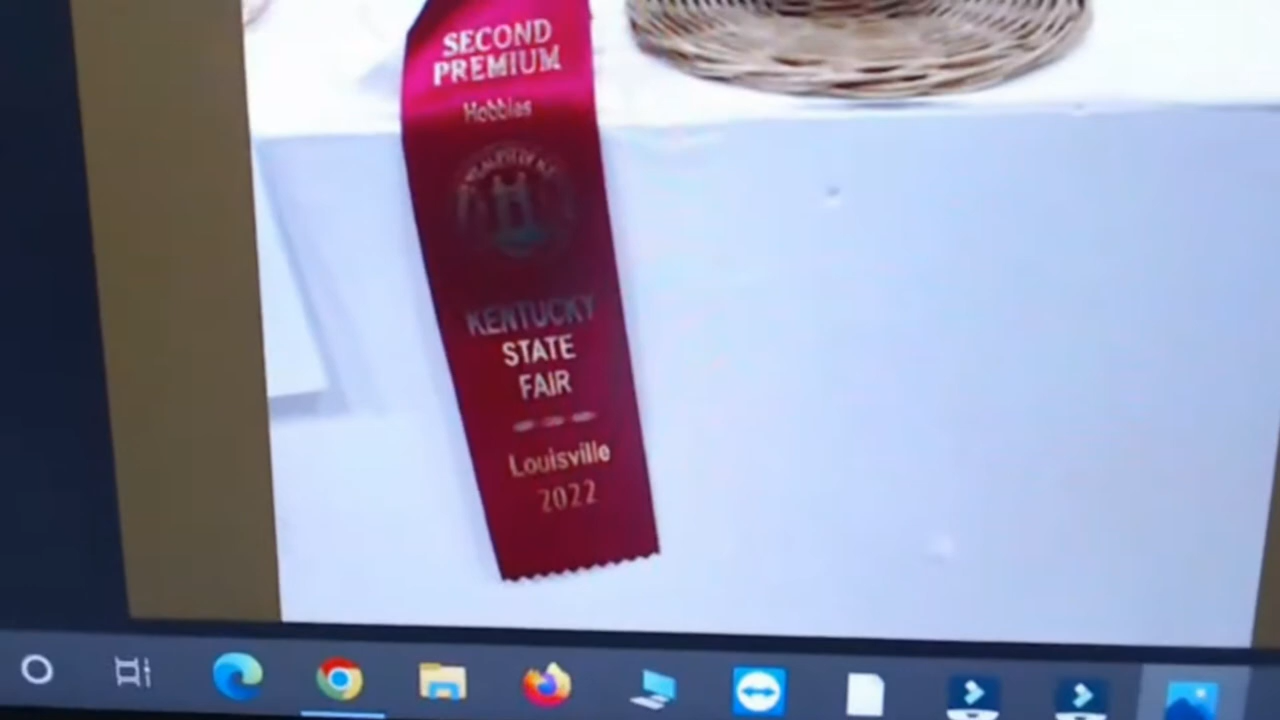 SECOND
PREMIUM
Hobbies
KENTUCKY
STATE
FAIR
Louisville
2022